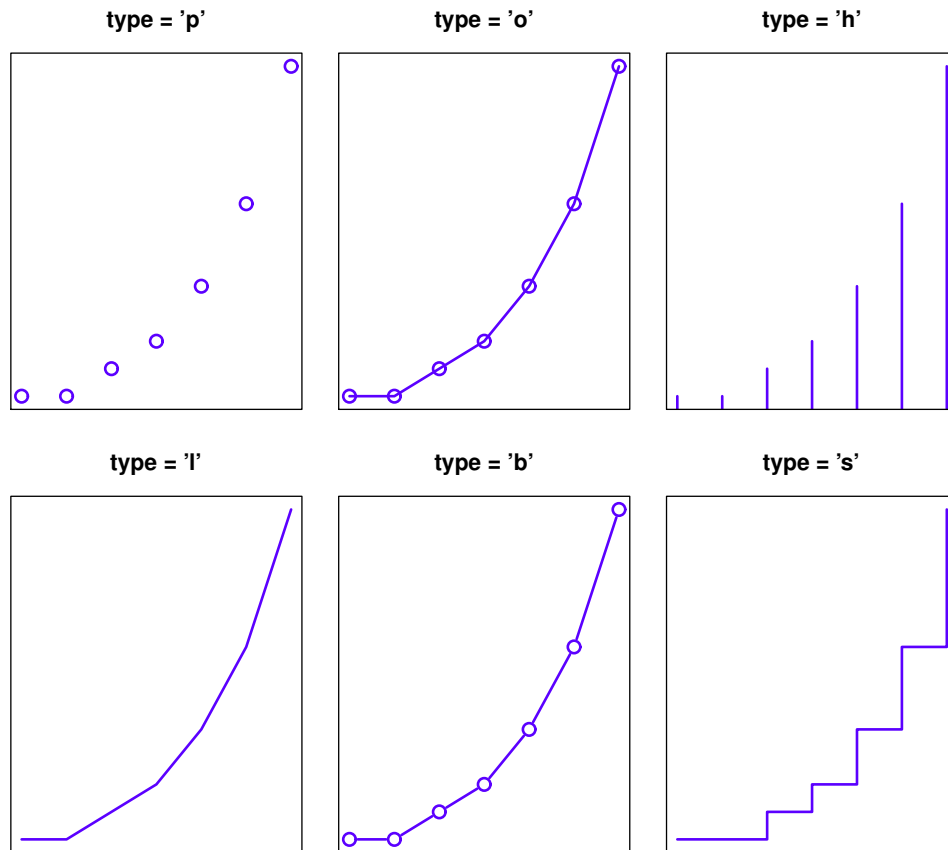 type = ’p’
type = ’o’
type = ’h’
type = ’l’
type = ’b’
type = ’s’